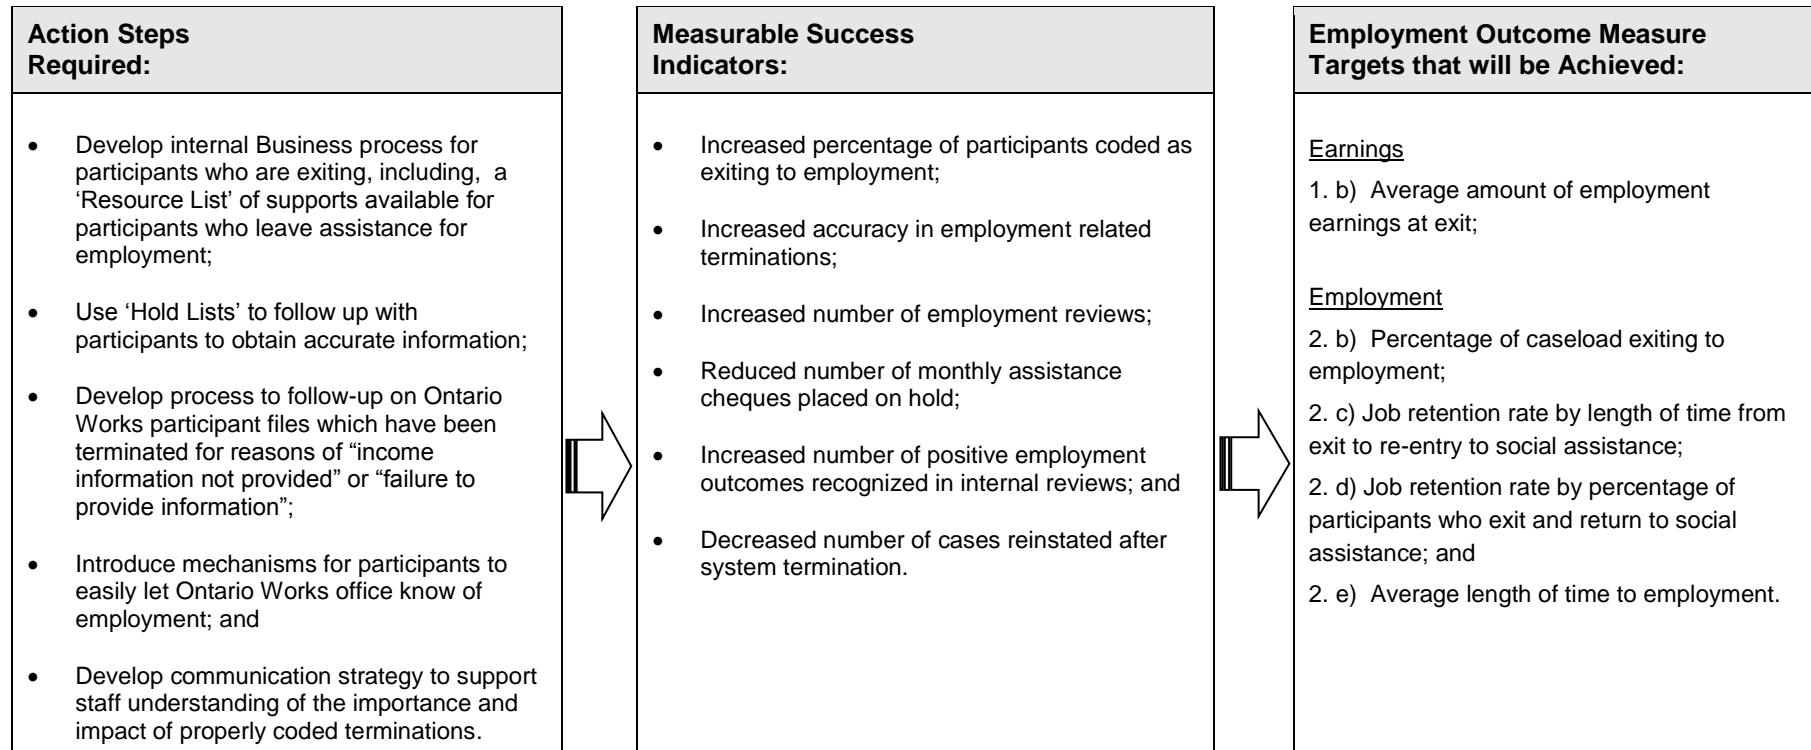 Action Steps
Required:
• Develop internal Business process for
participants who are exiting, including,  a
‘Resource List’ of supports available for
participants who leave assistance for
employment;
• Use ‘Hold Lists’ to follow up with
participants to obtain accurate information;
• Develop process to follow-up on Ontario
Works participant files which have been
terminated for reasons of “income
information not provided” or “failure to
provide information”;
• Introduce mechanisms for participants to
easily let Ontario Works office know of
employment; and
• Develop communication strategy to support
staff understanding of the importance and
impact of properly coded terminations.
Measurable Success
Indicators:
• Increased percentage of participants coded as
exiting to employment;
• Increased accuracy in employment related
terminations;
• Increased number of employment reviews;
• Reduced number of monthly assistance
cheques placed on hold;
• Increased number of positive employment
outcomes recognized in internal reviews; and
• Decreased number of cases reinstated after
system termination.
Employment Outcome Measure
Targets that will be Achieved:
Earnings
1. b)  Average amount of employment
earnings at exit;
Employment
2. b)  Percentage of caseload exiting to
employment;
2. c) Job retention rate by length of time from
exit to re-entry to social assistance;
2. d) Job retention rate by percentage of
participants who exit and return to social
assistance; and
2. e)  Average length of time to employment.